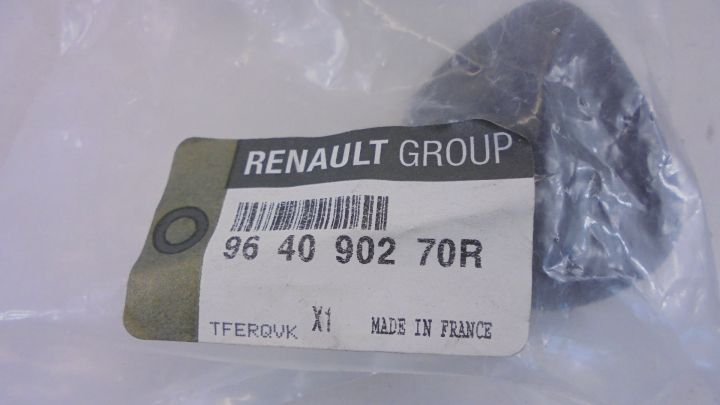 RENAULT GROUP
96 40 902 70R
TFERQVK X1 MADE IN FRANCE